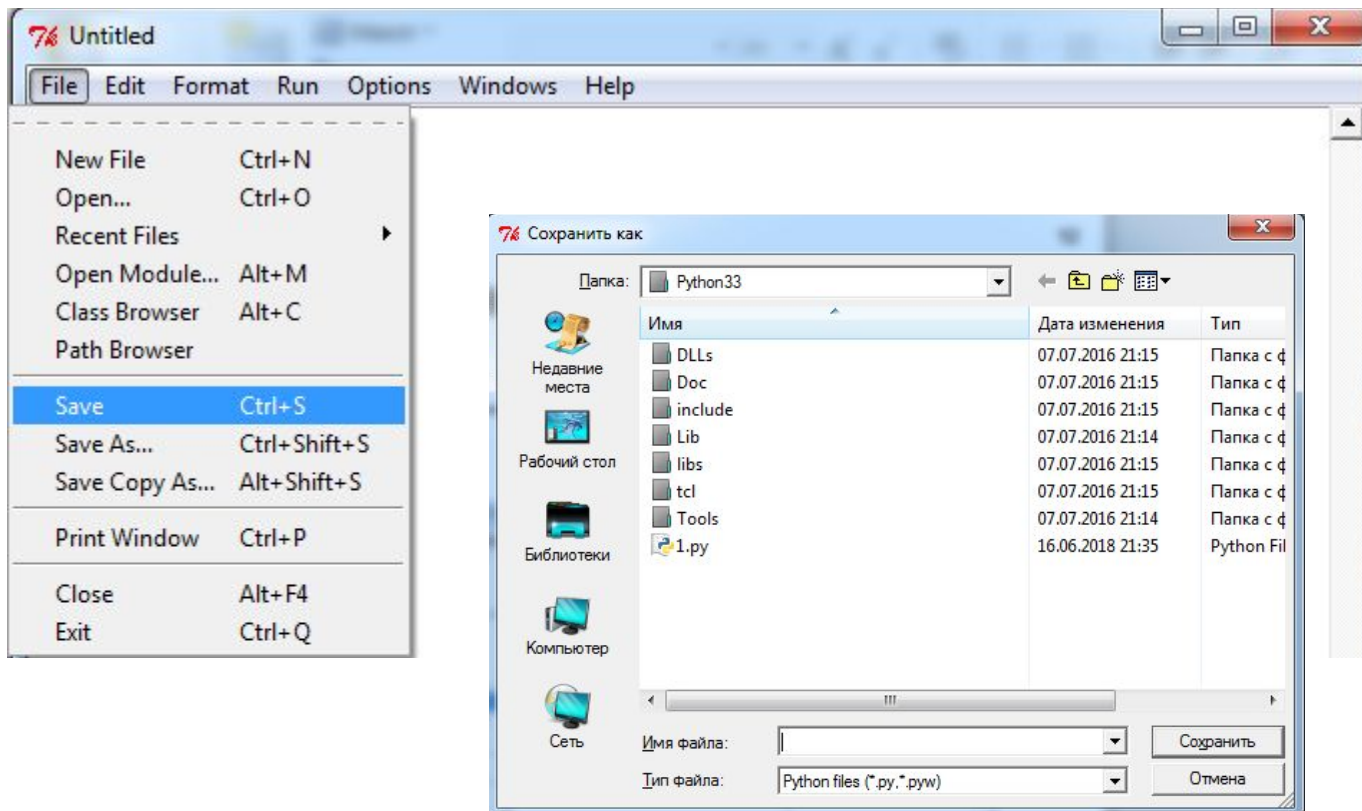 Untitled
File Edit Format Run Options Windows Help
New File Ctrl+N
Open... Ctrl+O
Recent Files
Open Module... Alt+M
Class Browser Alt+C
Path Browser
Save Ctrl+S
Save As... Ctrl+Shift+S
Save Copy As... Alt+Shift+S
Print Window Ctrl+P
Close Alt+F4
Exit Ctrl+Q
Сохранить как
Папка: Python33
Недавние места
Рабочий стол
Библиотеки
Компьютер
Сеть
Имя Дата изменения Тип
DLLs 07.07.2016 21:15 Папка с ф
Doc 07.07.2016 21:15 Папка с ф
include 07.07.2016 21:15 Папка с ф
Lib 07.07.2016 21:14 Папка с ф
libs 07.07.2016 21:15 Папка с ф
tcl 07.07.2016 21:15 Папка с ф
Tools 07.07.2016 21:14 Папка с ф
1.py 16.06.2018 21:35 Python Fil
Имя файла: Сохранить
Тип файла: Python files (*.py,*.pyw) Отмена